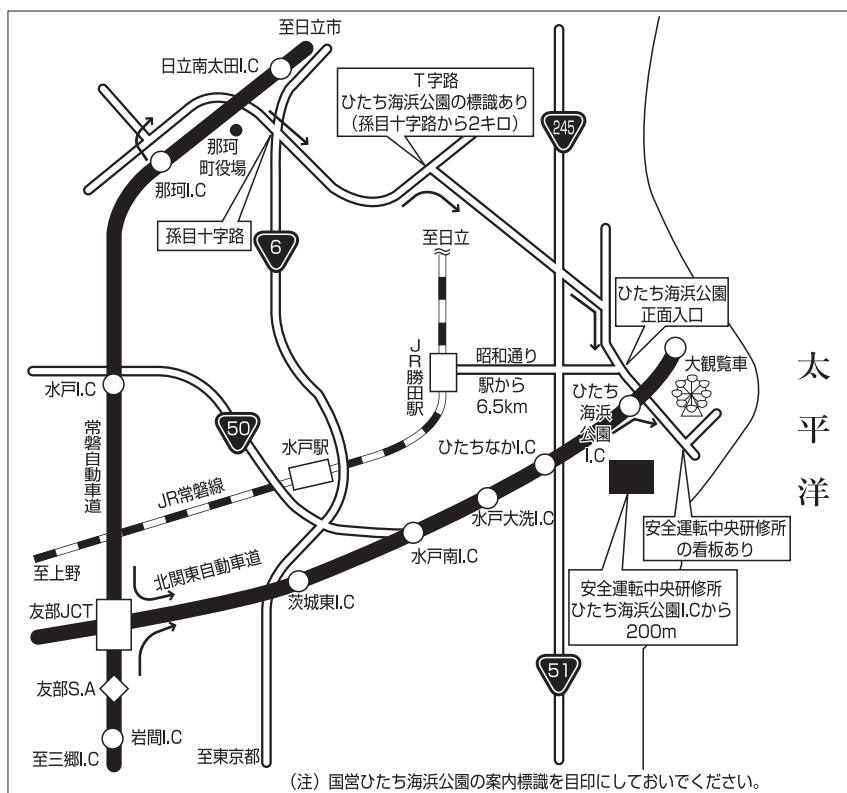 至日立市
日立南太田I.C
T字路
ひたち海浜公園の標識あり
（孫目十字路から2キロ）
245
那珂
町役場
那珂I.C
孫目十字路
6
至日立
ひたち海浜公園
正面入口
JR勝田駅
昭和通り
駅から
6.5km
大観覧車
太平洋
ひたち
海浜
公園
I.C
水戸I.C
50
常磐自動車道
水戸駅
ひたちなかI.C
JR常磐線
水戸大洗I.C
水戸南I.C
安全運転中央研修所
の看板あり
至上野
北関東自動車道
茨城東I.C
安全運転中央研修所
ひたち海浜公園I.Cから
200m
友部JCT
51
友部S.A
岩間I.C
至三郷I.C
至東京都
（注）国営ひたち海浜公園の案内標識を目印にしておいでください。